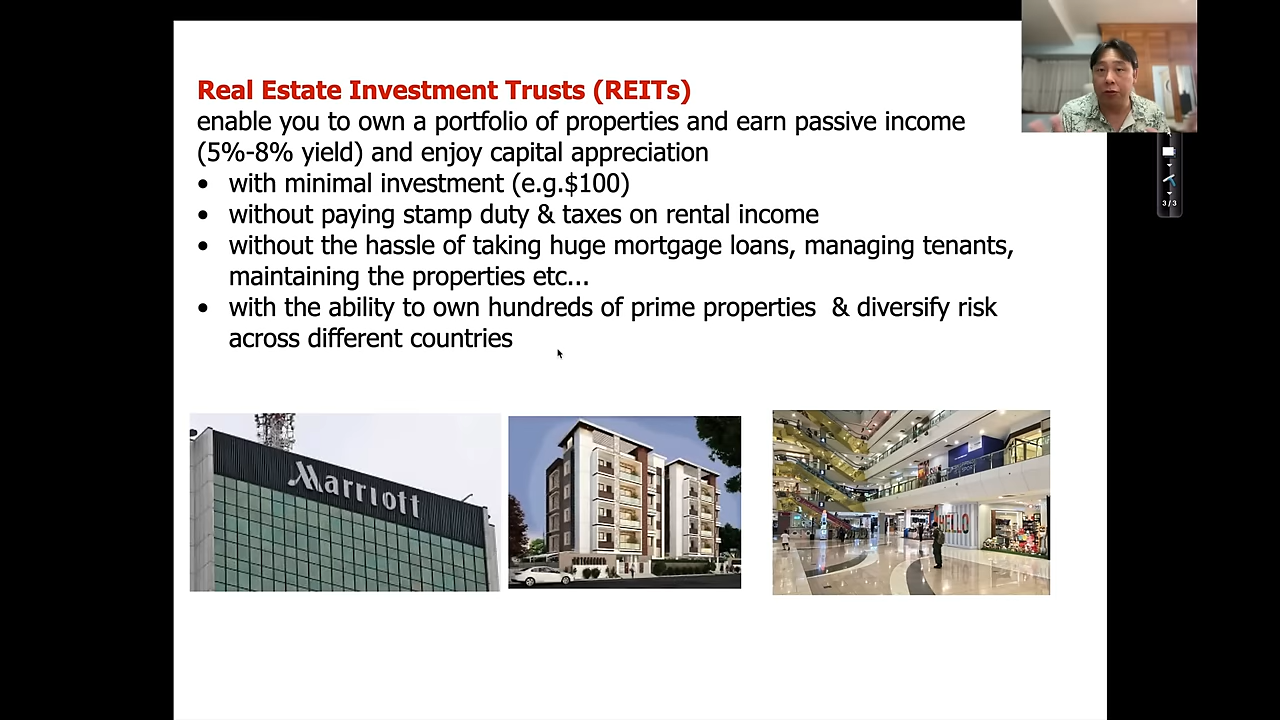 Real Estate Investment Trusts (REITs)
enable you to own a portfolio of properties and earn passive income
(5%-8% yield) and enjoy capital appreciation
• with minimal investment (e.g.$100)
• without paying stamp duty & taxes on rental income
• without the hassle of taking huge mortgage loans, managing tenants,
maintaining the properties etc...
• with the ability to own hundreds of prime properties  & diversify risk
across different countries
3/3
Marriott
HELLO